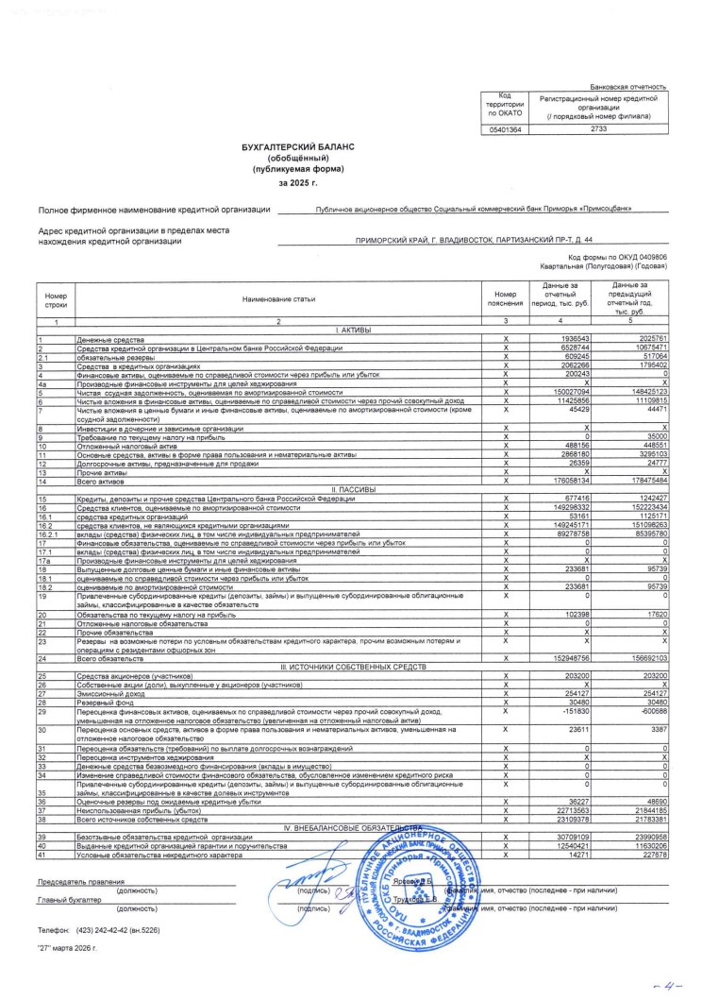 Банковская отчетность
Код территории по ОКАТО Регистрационный номер кредитной организации (/ порядковый номер филиала)
05401364 2733
БУХГАЛТЕРСКИЙ БАЛАНС
(обобщённый)
(публикуемая форма)
за 2025 г.
Полное фирменное наименование кредитной организации Публичное акционерное общество Социальный коммерческий банк Приморья «Примсоцбанк»
Адрес кредитной организации в пределах места
нахождения кредитной организации ПРИМОРСКИЙ КРАЙ, Г. ВЛАДИВОСТОК, ПАРТИЗАНСКИЙ ПР-Т, Д. 44
Код формы по ОКУД 0409806
Квартальная (Полугодовая) (Годовая)
Номер строки Наименование статьи Номер пояснения Данные за отчетный период, тыс. руб. Данные за предыдущий отчетный год, тыс. руб.
1 2 3 4 5
I. АКТИВЫ
1 Денежные средства X 1936543 2025761
2 Средства кредитной организации в Центральном банке Российской Федерации X 6528744 10675471
2.1 обязательные резервы X 609245 517064
3 Средства в кредитных организациях X 2062266 1795402
4 Финансовые активы, оцениваемые по справедливой стоимости через прибыль или убыток X 200243 0
4а Производные финансовые инструменты для целей хеджирования X X X
5 Чистая ссудная задолженность, оцениваемая по амортизированной стоимости X 150027094 148425123
6 Чистые вложения в финансовые активы, оцениваемые по справедливой стоимости через прочий совокупный доход X 11425856 11109815
7 Чистые вложения в ценные бумаги и иные финансовые активы, оцениваемые по амортизированной стоимости (кроме X 45429 44471
ссудной задолженности)
8 Инвестиции в дочерние и зависимые организации X X X
9 Требование по текущему налогу на прибыль X 0 35000
10 Отложенный налоговый актив X 488156 448551
11 Основные средства, активы в форме права пользования и нематериальные активы X 2868180 3295103
12 Долгосрочные активы, предназначенные для продажи X 26359 24777
13 Прочие активы X X X
14 Всего активов X 176058134 178475484
II. ПАССИВЫ
15 Кредиты, депозиты и прочие средства Центрального банка Российской Федерации X 677416 1242427
16 Средства клиентов, оцениваемые по амортизированной стоимости X 149298332 152223434
16.1 средства кредитных организаций X 53161 1125171
16.2 средства клиентов, не являющихся кредитными организациями X 149245171 151098263
16.2.1 вклады (средства) физических лиц, в том числе индивидуальных предпринимателей X 89278758 85395780
17 Финансовые обязательства, оцениваемые по справедливой стоимости через прибыль или убыток X 0 0
17.1 вклады (средства) физических лиц, в том числе индивидуальных предпринимателей X 0 0
17а Производные финансовые инструменты для целей хеджирования X X X
18 Выпущенные долговые ценные бумаги и иные финансовые активы X 233681 95739
18.1 оцениваемые по справедливой стоимости через прибыль или убыток X 0 0
18.2 оцениваемые по амортизированной стоимости X 233681 95739
19 Привлеченные субординированные кредиты (депозиты, займы) и выпущенные субординированные облигационные X 0 0
займы, классифицированные в качестве обязательств
20 Обязательства по текущему налогу на прибыль X 102398 17620
21 Отложенные налоговые обязательства X 0 0
22 Прочие обязательства X X X
23 Резервы на возможные потери по условным обязательствам кредитного характера, прочим возможным потерям и X X X
операциям с резидентами офшорных зон
24 Всего обязательств X 152948756 156692103
III. ИСТОЧНИКИ СОБСТВЕННЫХ СРЕДСТВ
25 Средства акционеров (участников) X 203200 203200
26 Собственные акции (доли), выкупленные у акционеров (участников) X X X
27 Эмиссионный доход X 254127 254127
28 Резервный фонд X 30480 30480
29 Переоценка финансовых активов, оцениваемых по справедливой стоимости через прочий совокупный доход, X -151830 -600688
уменьшенная на отложенное налоговое обязательство (увеличенная на отложенный налоговый актив)
30 Переоценка основных средств, активов в форме права пользования и нематериальных активов, уменьшенная на X 23611 3387
отложенное налоговое обязательство
31 Переоценка обязательств (требований) по выплате долгосрочных вознаграждений X 0 0
32 Переоценка инструментов хеджирования X X X
33 Денежные средства безвозмездного финансирования (вклады в имущество) X 0 0
34 Изменение справедливой стоимости финансового обязательства, обусловленное изменением кредитного риска X 0 0
Привлеченные субординированные кредиты (депозиты, займы) и выпущенные субординированные облигационные X 0 0
35 займы, классифицированные в качестве долевых инструментов
36 Оценочные резервы под ожидаемые кредитные убытки X 36227 48690
37 Неиспользованная прибыль (убыток) X 22713563 21844185
38 Всего источников собственных средств X 23109378 21783381
IV. ВНЕБАЛАНСОВЫЕ ОБЯЗАТЕЛЬСТВА
39 Безотзывные обязательства кредитной организации X 30709109 23990958
40 Выданные кредитной организацией гарантии и поручительства X 12540421 11630206
41 Условные обязательства некредитного характера X 14271 227678
Председатель правления Яровой Д.Б.
(должность) (подпись) (фамилия, имя, отчество (последнее - при наличии)
Главный бухгалтер Трудкова Е.В.
(должность) (подпись) (фамилия, имя, отчество (последнее - при наличии)
Телефон: (423) 242-42-42 (вн.5226)
"27" марта 2026 г.
- 4 -